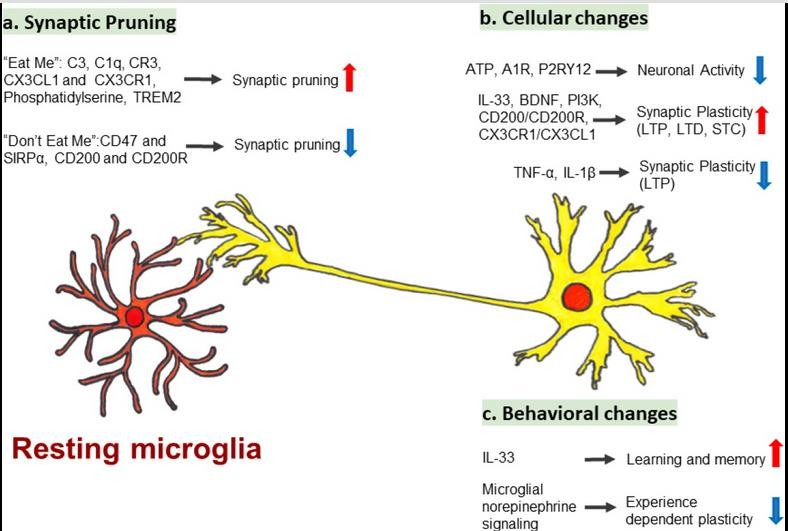 a. Synaptic Pruning
"Eat Me": C3, C1q, CR3,
CX3CL1 and CX3CR1,
Phosphatidylserine, TREM2
Synaptic pruning
"Don't Eat Me":CD47 and
SIRPα, CD200 and CD200R
Synaptic pruning
b. Cellular changes
ATP, A1R, P2RY12
Neuronal Activity
IL-33, BDNF, PI3K,
CD200/CD200R,
CX3CR1/CX3CL1
Synaptic Plasticity
(LTP, LTD, STC)
TNF-α, IL-1β
Synaptic Plasticity
(LTP)
Resting microglia
c. Behavioral changes
IL-33
Learning and memory
Microglial
norepinephrine
signaling
Experience
dependent plasticity